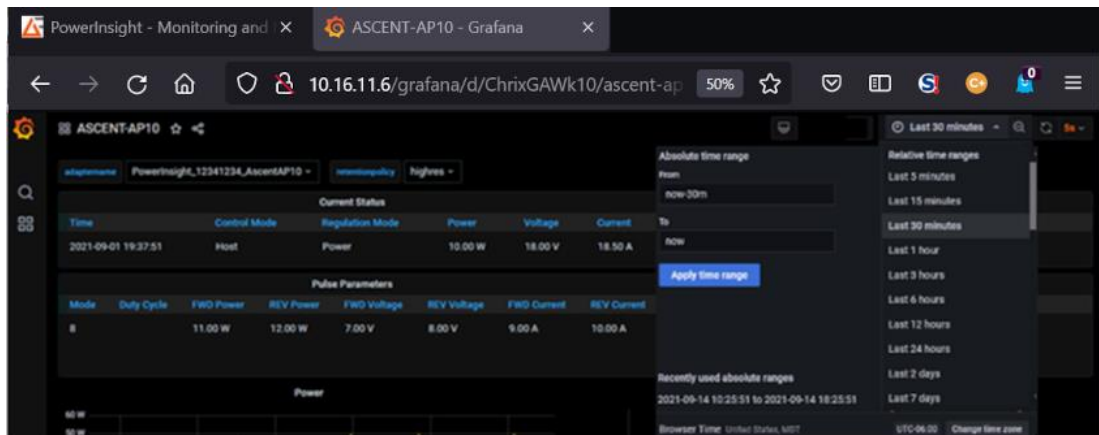 PowerInsight - Monitoring and
ASCENT-AP10 - Grafana
10.16.11.6/grafana/d/ChrixGAWk10/ascent-ap
50%
0
ASCENT-AP10
Last 30 minutes
5s
adaptername
PowerInsight_12341234_AscentAP10
retentionpolicy
highres
Current Status
Time Control Mode Regulation Mode Power Voltage Current
2021-09-01 19:37:51 Host Power 10.00 W 18.00 V 18.50 A
Pulse Parameters
Mode Duty Cycle FWD Power REV Power FWD Voltage REV Voltage FWD Current REV Current
8 11.00 W 12.00 W 7.00 V 8.00 V 9.00 A 10.00 A
Power
60 W
50 W
Absolute time range
From
now-30m
To
now
Apply time range
Recently used absolute ranges
2021-09-14 10:25:51 to 2021-09-14 18:25:51
Browser Time United States, MDT
UTC-06:00 Change time zone
Relative time ranges
Last 5 minutes
Last 15 minutes
Last 30 minutes
Last 1 hour
Last 3 hours
Last 6 hours
Last 12 hours
Last 24 hours
Last 2 days
Last 7 days